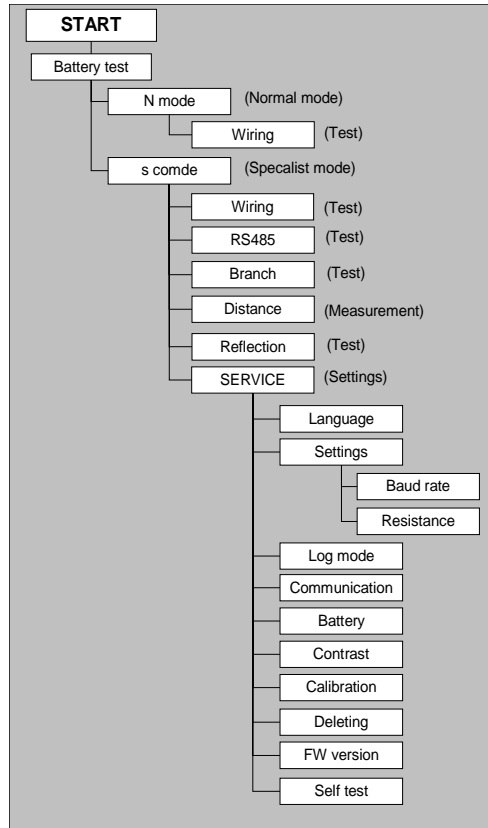 START
Battery test
N mode (Normal mode)
Wiring (Test)
s comde (Specalist mode)
Wiring (Test)
RS485 (Test)
Branch (Test)
Distance (Measurement)
Reflection (Test)
SERVICE (Settings)
Language
Settings
Baud rate
Resistance
Log mode
Communication
Battery
Contrast
Calibration
Deleting
FW version
Self test